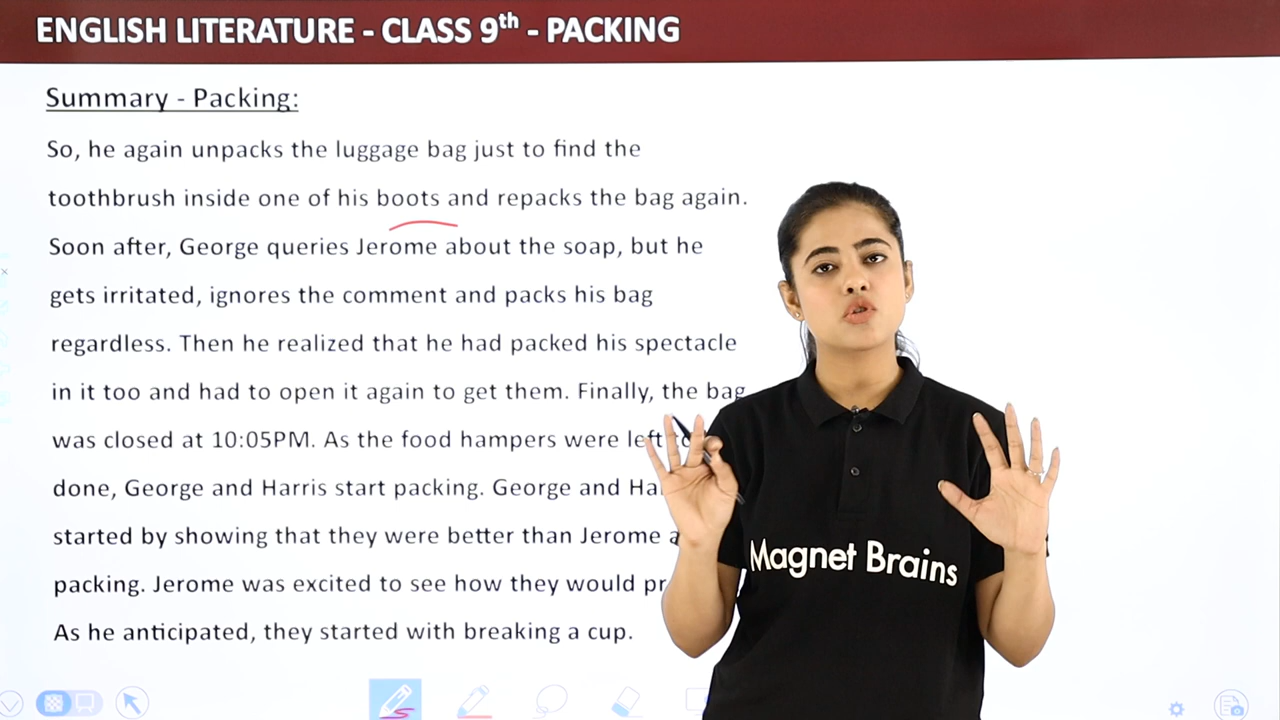 ENGLISH LITERATURE - CLASS 9th - PACKING
Summary - Packing:
So, he again unpacks the luggage bag just to find the
toothbrush inside one of his boots and repacks the bag again.
Soon after, George queries Jerome about the soap, but he
gets irritated, ignores the comment and packs his bag
regardless. Then he realized that he had packed his spectacle
in it too and had to open it again to get them. Finally, the bag
was closed at 10:05PM. As the food hampers were left
done, George and Harris start packing. George and
started by showing that they were better than Jerome
packing. Jerome was excited to see how they would
As he anticipated, they started with breaking a cup.
Magnet Brains